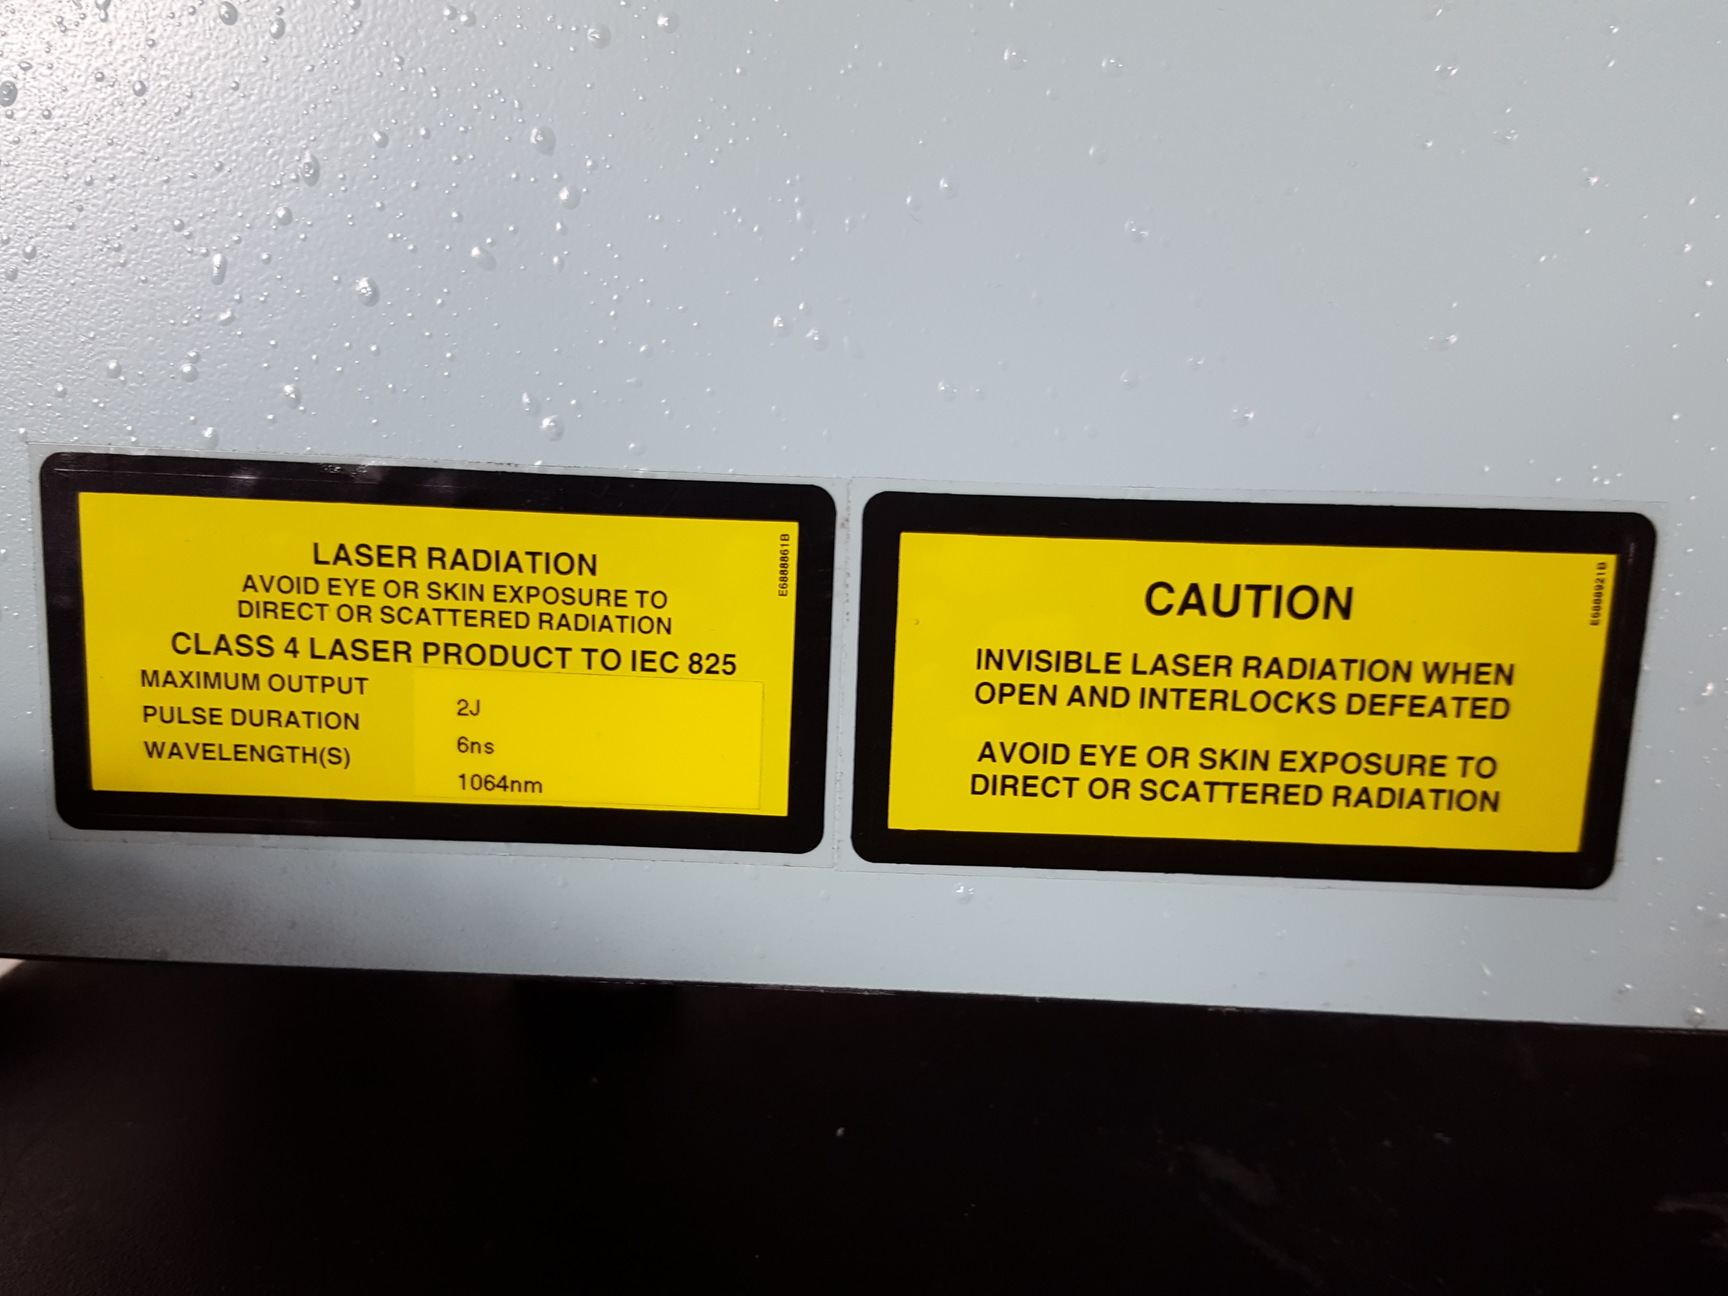 LASER RADIATION
AVOID EYE OR SKIN EXPOSURE TO
DIRECT OR SCATTERED RADIATION
CLASS 4 LASER PRODUCT TO IEC 825
MAXIMUM OUTPUT 2J
PULSE DURATION 6ns
WAVELENGTH(S) 1064nm
E6888861B
CAUTION
INVISIBLE LASER RADIATION WHEN
OPEN AND INTERLOCKS DEFEATED
AVOID EYE OR SKIN EXPOSURE TO
DIRECT OR SCATTERED RADIATION
E6888921B